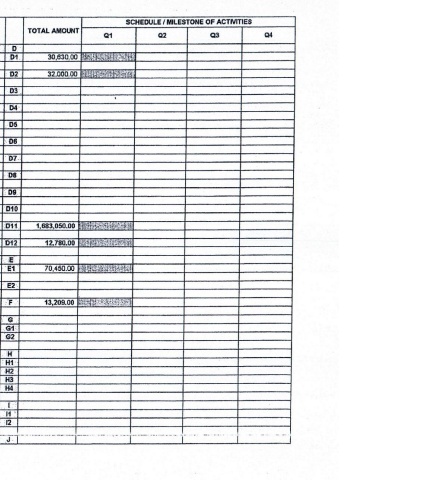 SCHEDULE / MILESTONE OF ACTIVITIES
TOTAL AMOUNT Q1 Q2 Q3 Q4
D
D1 30,630.00
D2 32,000.00
D3
D4
D5
D6
D7
D8
D9
D10
D11 1,683,050.00
D12 12,780.00
E
E1 70,450.00
E2
F 13,209.00
G
G1
G2
H
H1
H2
H3
H4
I
I1
I2
J